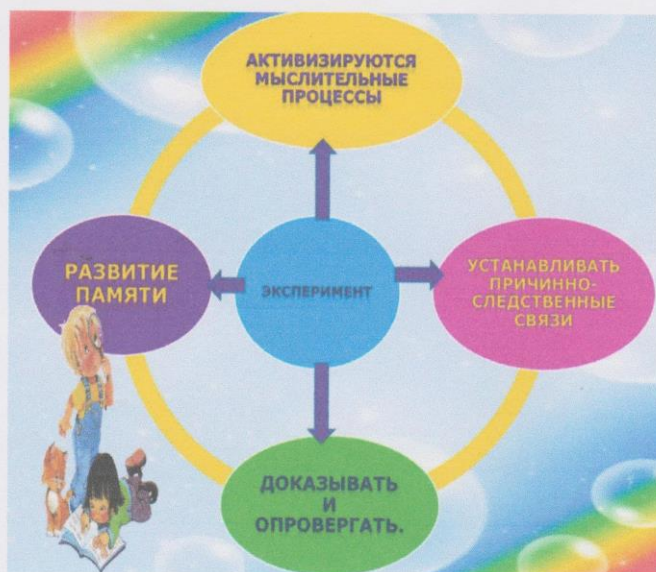 АКТИВИЗИРУЮТСЯ
МЫСЛИТЕЛЬНЫЕ
ПРОЦЕССЫ
РАЗВИТИЕ
ПАМЯТИ
ЭКСПЕРИМЕНТ
УСТАНАВЛИВАТЬ
ПРИЧИННО-
СЛЕДСТВЕННЫЕ
СВЯЗИ
ДОКАЗЫВАТЬ
И
ОПРОВЕРГАТЬ.